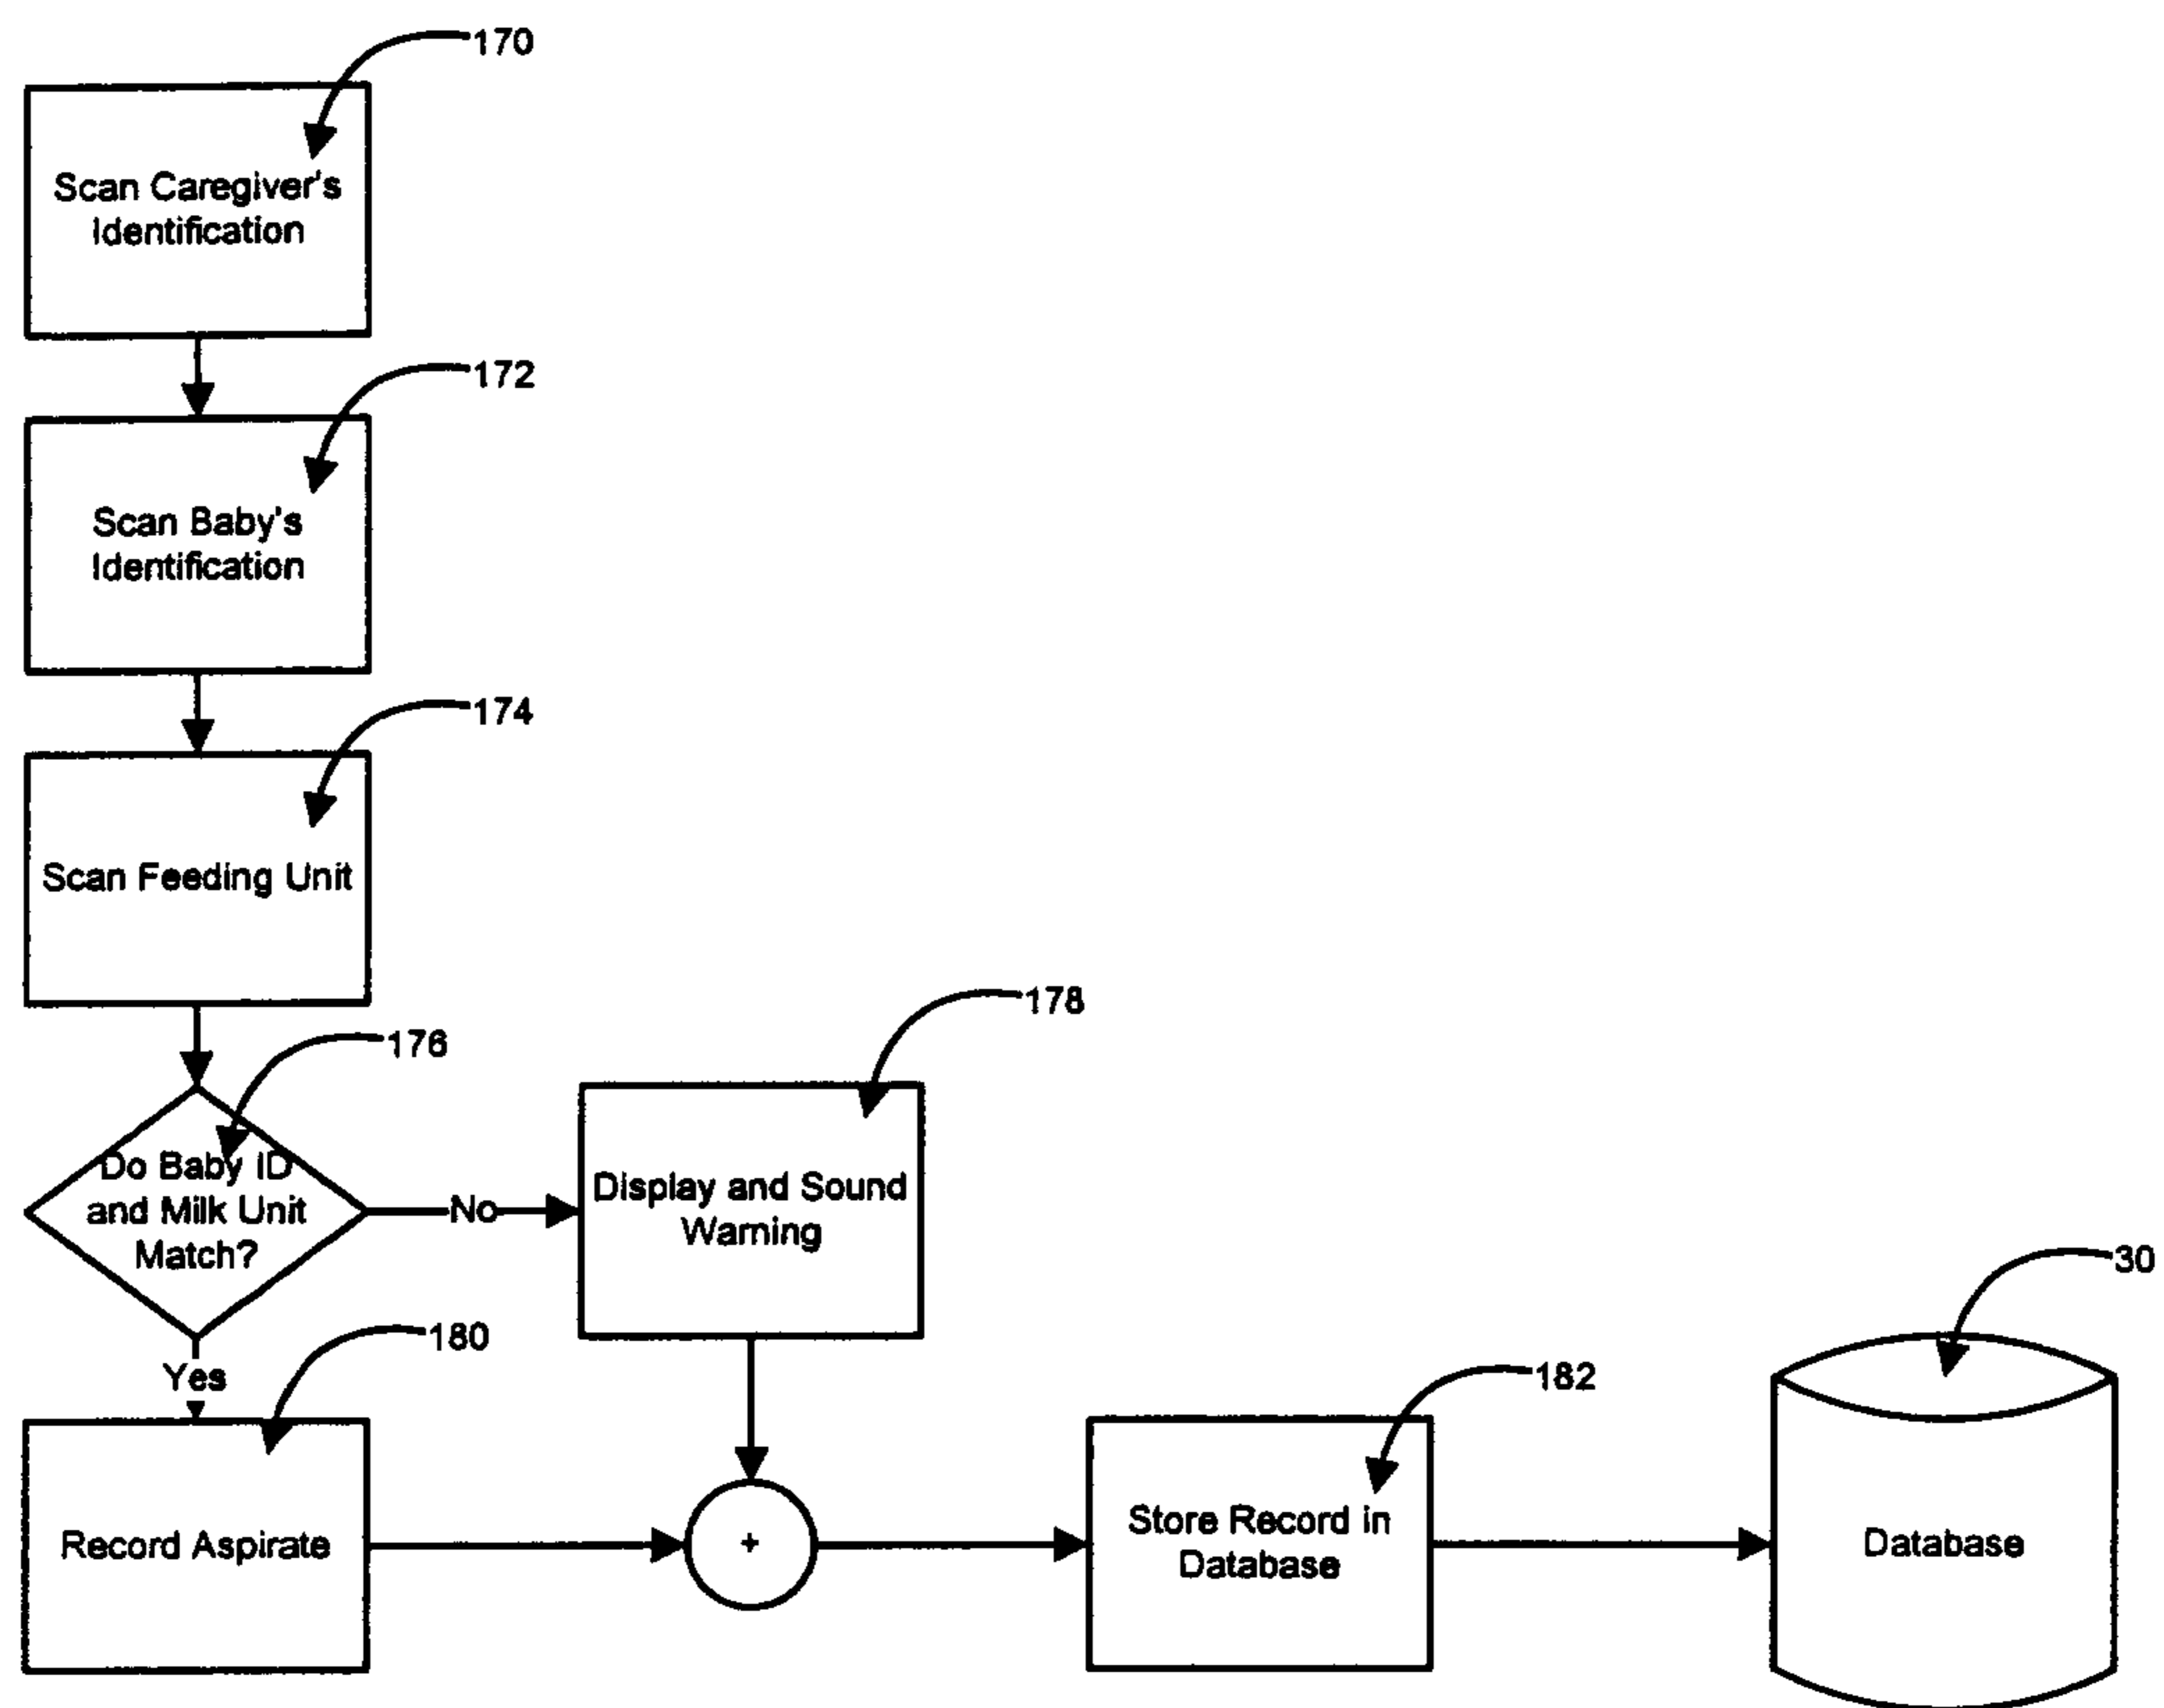 170
Scan Caregiver's
Identification
172
Scan Baby's
Identification
174
Scan Feeding Unit
176
Do Baby ID
and Milk Unit
Match?
No
178
Display and Sound
Warning
Yes
180
Record Aspirate
+
182
Store Record in
Database
30
Database